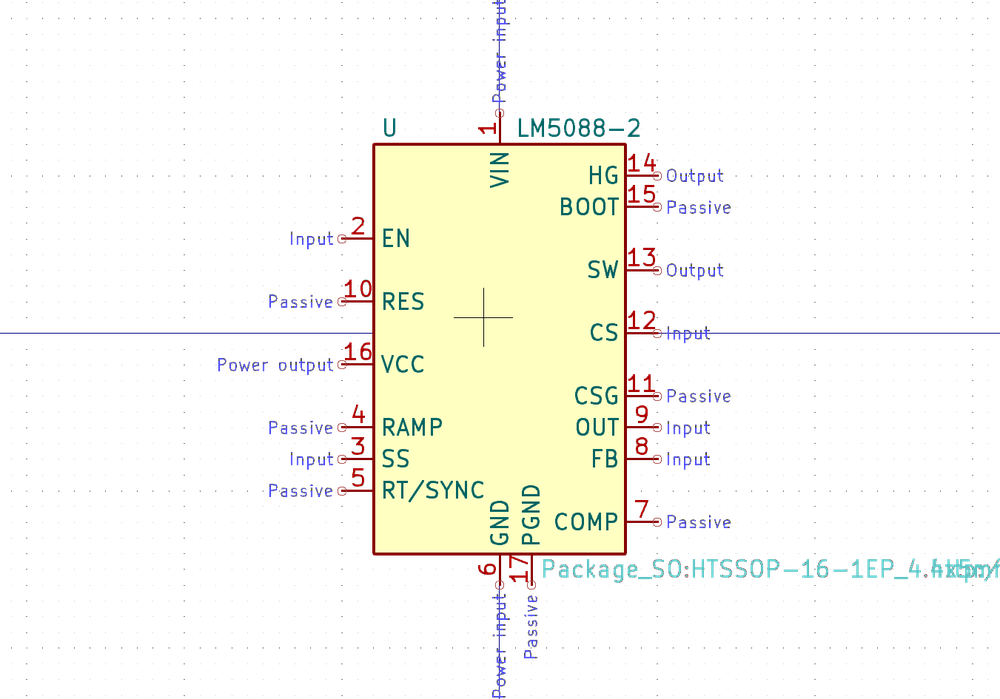 Power input
U
LM5088-2
1
VIN
HG 14 Output
BOOT 15 Passive
Input 2 EN
SW 13 Output
Passive 10 RES
CS 12 Input
Power output 16 VCC
CSG 11 Passive
Passive 4 RAMP
OUT 9 Input
Input 3 SS
FB 8 Input
Passive 5 RT/SYNC
COMP 7 Passive
GND
PGND
6
17
Package_SO:HTSSOP-16-1EP_4.
Power input
Passive